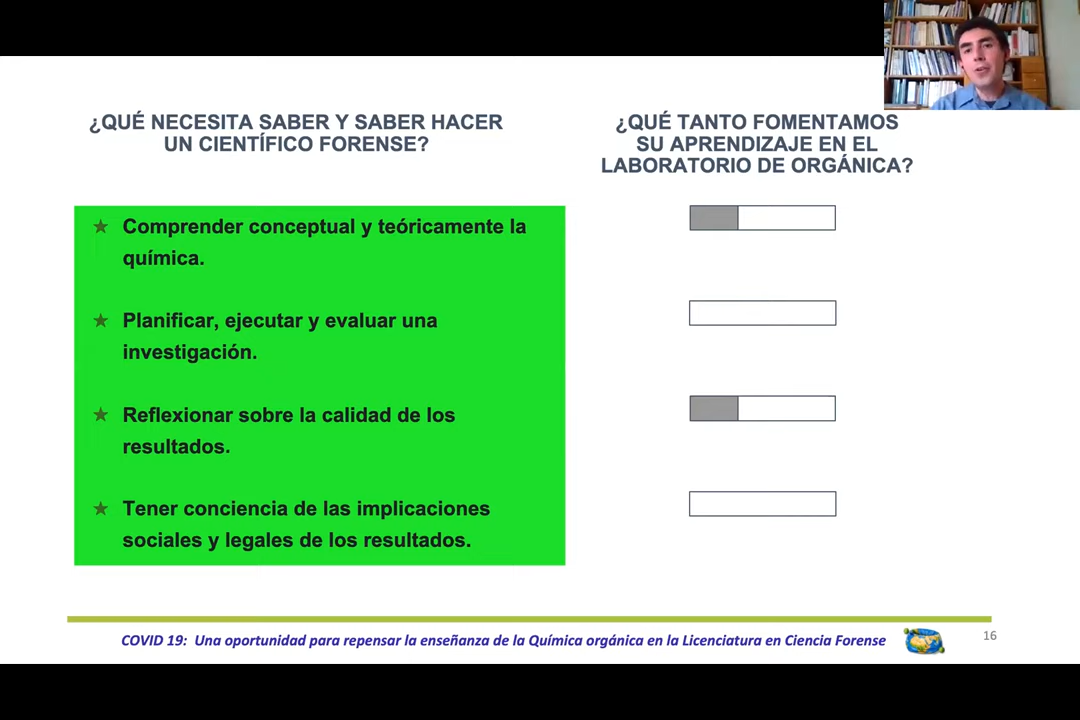 ¿QUÉ NECESITA SABER Y SABER HACER
UN CIENTÍFICO FORENSE?
★ Comprender conceptual y teóricamente la
química.
★ Planificar, ejecutar y evaluar una
investigación.
★ Reflexionar sobre la calidad de los
resultados.
★ Tener conciencia de las implicaciones
sociales y legales de los resultados.
¿QUÉ TANTO FOMENTAMOS
SU APRENDIZAJE EN EL
LABORATORIO DE ORGÁNICA?
COVID 19: Una oportunidad para repensar la enseñanza de la Química orgánica en la Licenciatura en Ciencia Forense
16